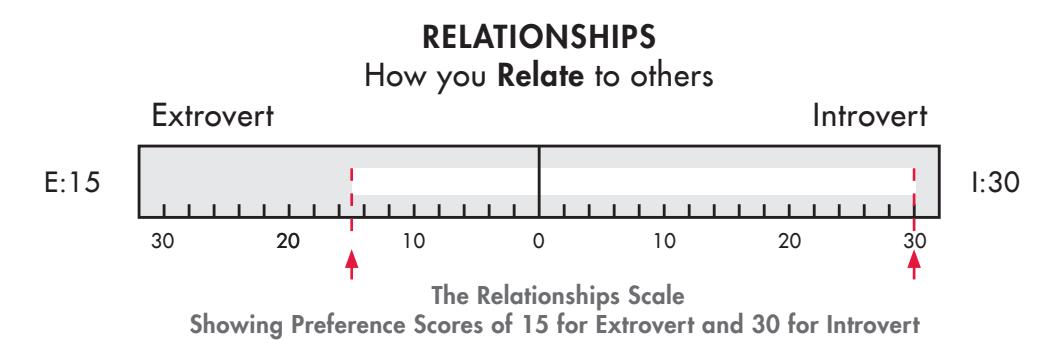 RELATIONSHIPS
How you Relate to others
Extrovert Introvert
E:15 I:30
30 20 10 0 10 20 30
The Relationships Scale
Showing Preference Scores of 15 for Extrovert and 30 for Introvert